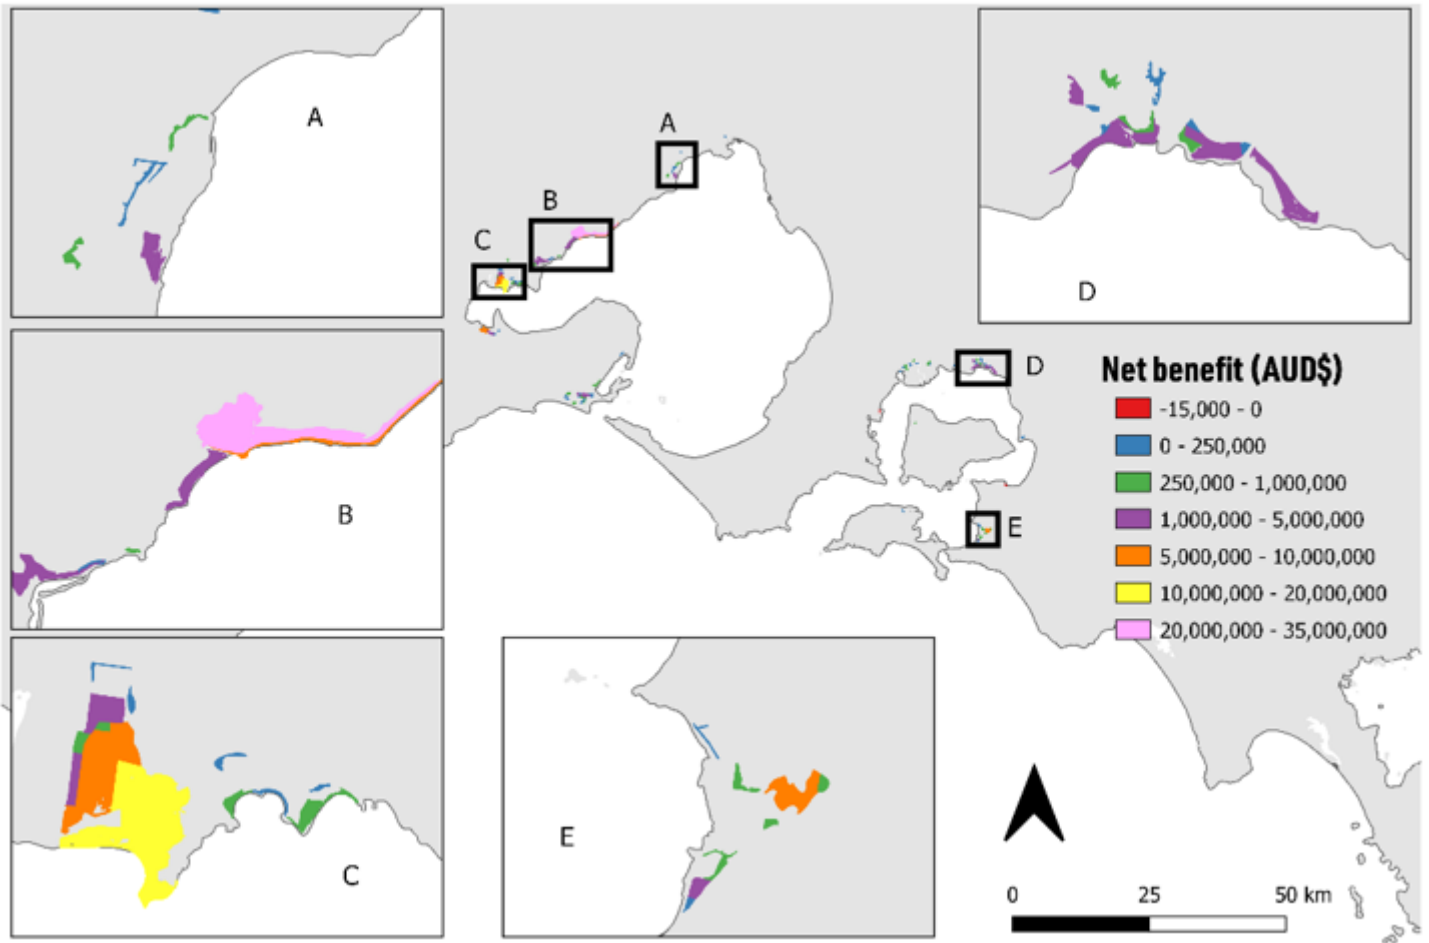 A
A
B
C
D
D
B
Net benefit (AUD$)
-15,000 - 0
0 - 250,000
250,000 - 1,000,000
1,000,000 - 5,000,000
5,000,000 - 10,000,000
10,000,000 - 20,000,000
20,000,000 - 35,000,000
E
E
C
0 25 50 km